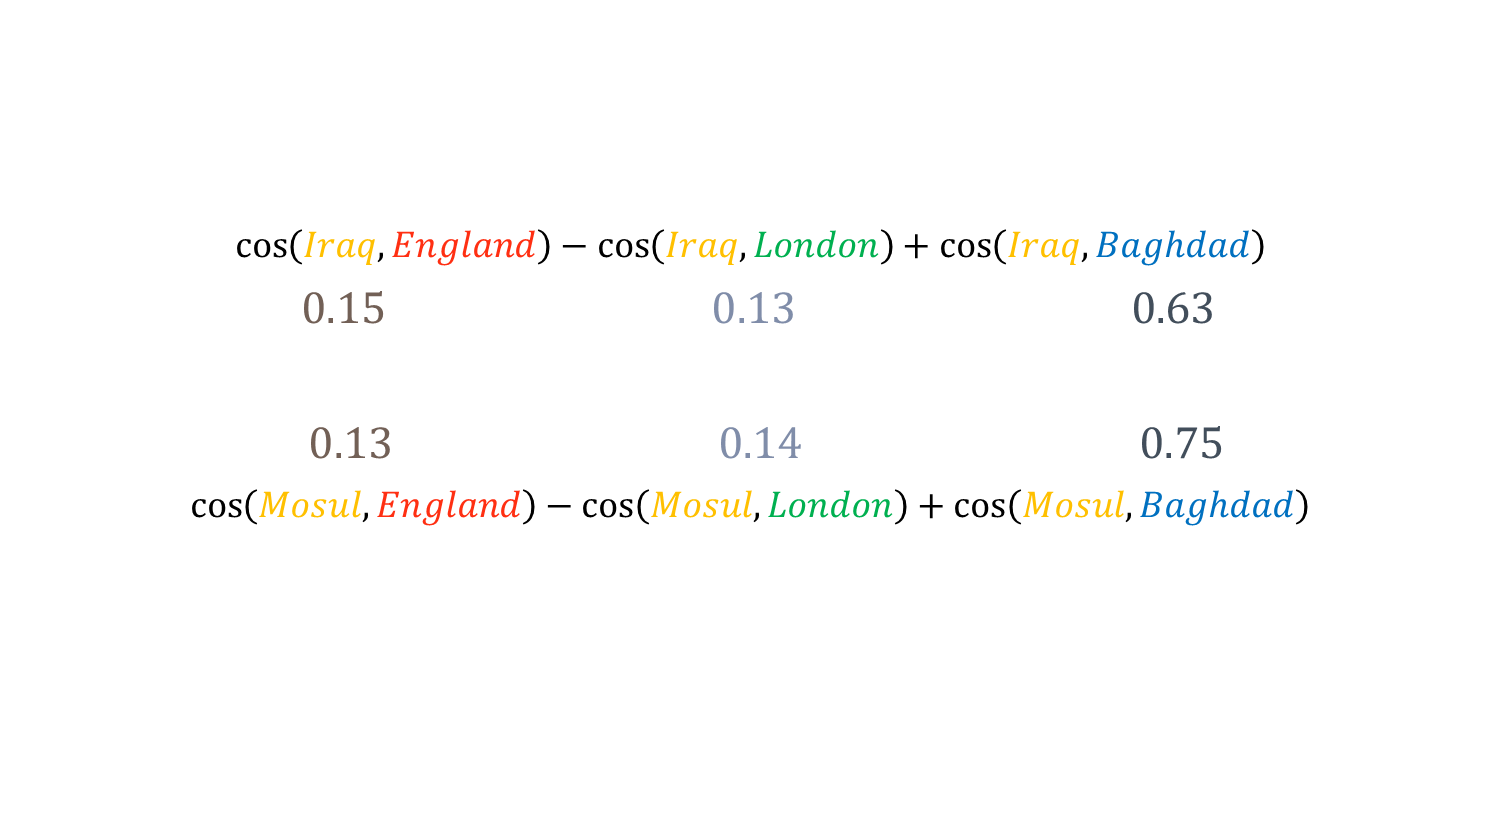 cos(Iraq, England) − cos(Iraq, London) + cos(Iraq, Baghdad)
0.15 0.13 0.63
0.13 0.14 0.75
cos(Mosul, England) − cos(Mosul, London) + cos(Mosul, Baghdad)